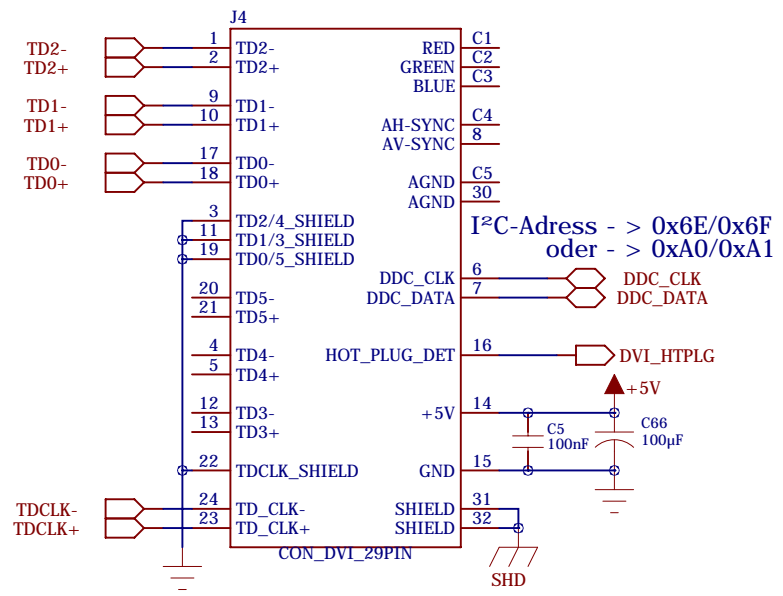 J4
TD2- 1 TD2- RED C1
TD2+ 2 TD2+ GREEN C2
BLUE C3
TD1- 9 TD1-
TD1+ 10 TD1+ AH-SYNC C4
AV-SYNC 8
TD0- 17 TD0-
TD0+ 18 TD0+ AGND C5
AGND 30
3 TD2/4_SHIELD
I²C-Adress - > 0x6E/0x6F
11 TD1/3_SHIELD
oder - > 0xA0/0xA1
19 TD0/5_SHIELD
DDC_CLK 6 DDC_CLK
20 TD5- DDC_DATA 7 DDC_DATA
21 TD5+
4 TD4- HOT_PLUG_DET 16 DVI_HTPLG
5 TD4+
+5V
12 TD3- +5V 14
13 TD3+
C5
100nF
C66
100µF
22 TDCLK_SHIELD GND 15
TDCLK- 24 TD_CLK- SHIELD 31
TDCLK+ 23 TD_CLK+ SHIELD 32
CON_DVI_29PIN
SHD